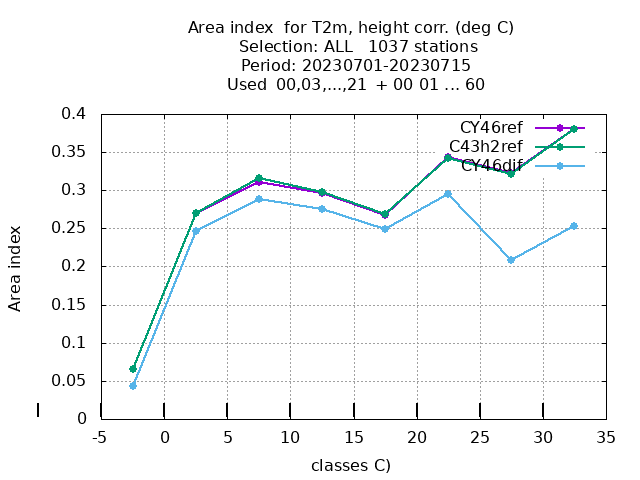 Area index  for T2m, height corr. (deg C)
Selection: ALL   1037 stations
Period: 20230701-20230715
Used  00,03,...,21  + 00 01 ... 60
0.4
0.35
0.3
0.25
0.2
0.15
0.1
0.05
0
Area index
CY46ref
C43h2ref
CY46dif
-5 0 5 10 15 20 25 30 35
classes C)